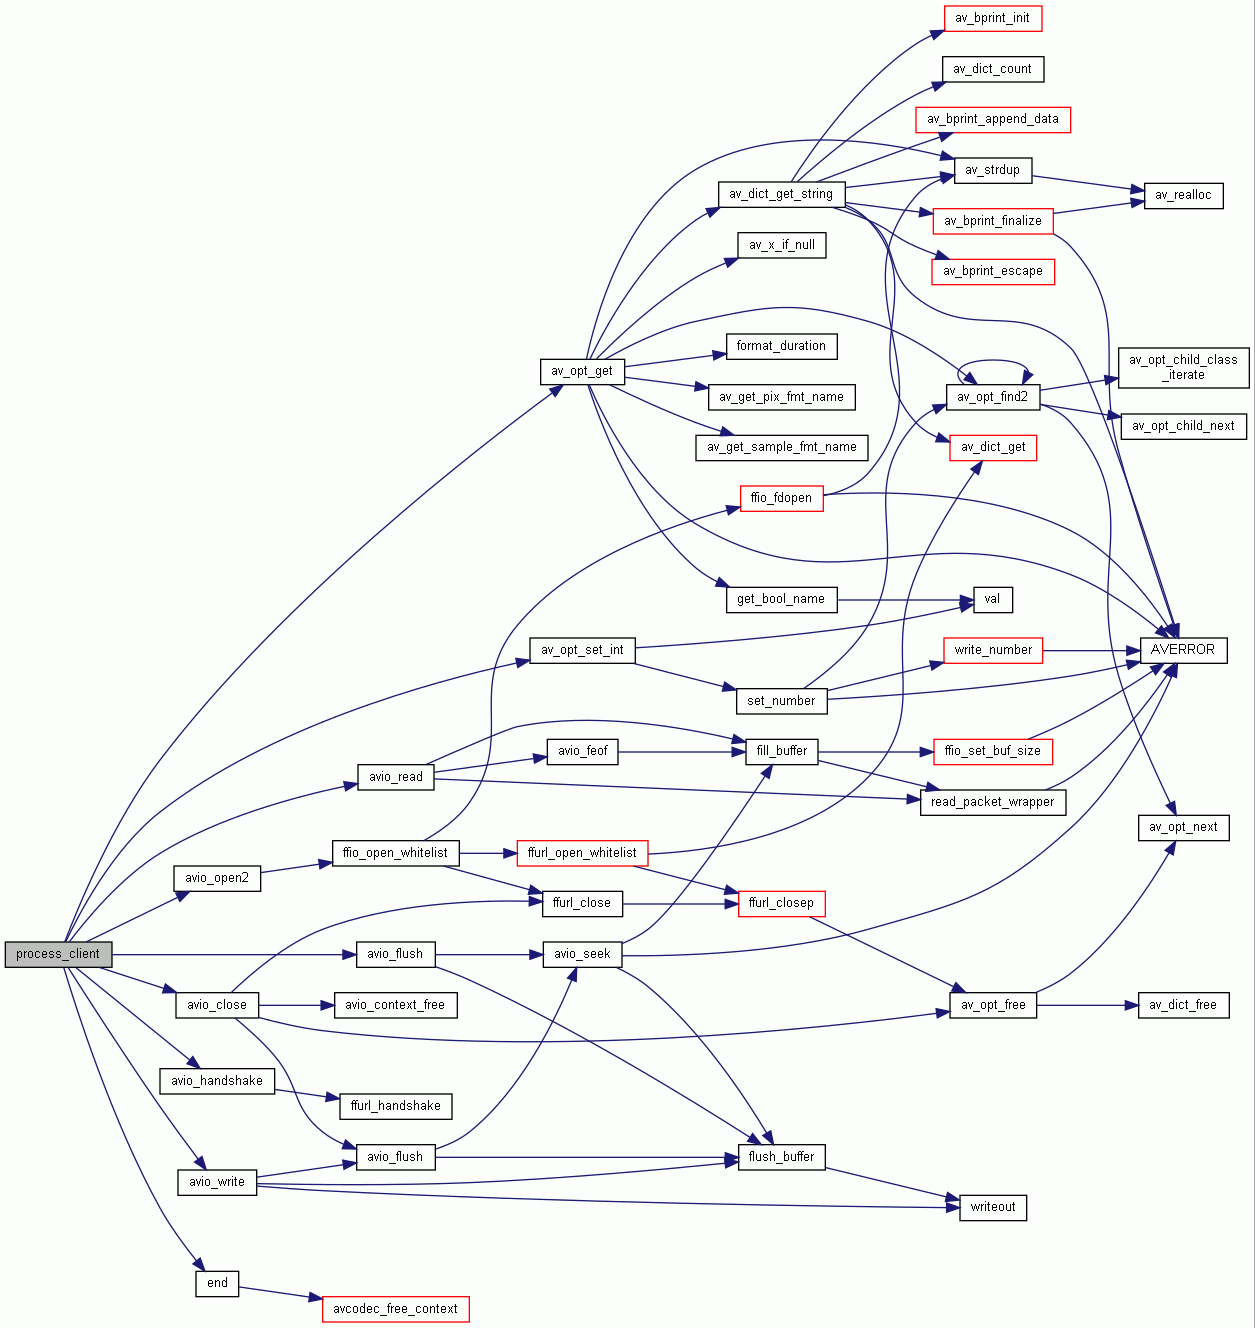 av_bprint_init
av_dict_count
av_bprint_append_data
av_strdup
av_dict_get_string
av_realloc
av_bprint_finalize
av_x_if_null
av_bprint_escape
format_duration
av_opt_child_class
_iterate
av_opt_get
av_get_pix_fmt_name
av_opt_find2
av_opt_child_next
av_get_sample_fmt_name
av_dict_get
ffio_fdopen
get_bool_name
val
av_opt_set_int
write_number
AVERROR
set_number
avio_feof
fill_buffer
ffio_set_buf_size
avio_read
read_packet_wrapper
av_opt_next
ffio_open_whitelist
ffurl_open_whitelist
avio_open2
ffurl_close
ffurl_closep
process_client
avio_flush
avio_seek
avio_close
avio_context_free
av_opt_free
av_dict_free
avio_handshake
ffurl_handshake
avio_flush
flush_buffer
avio_write
writeout
end
avcodec_free_context